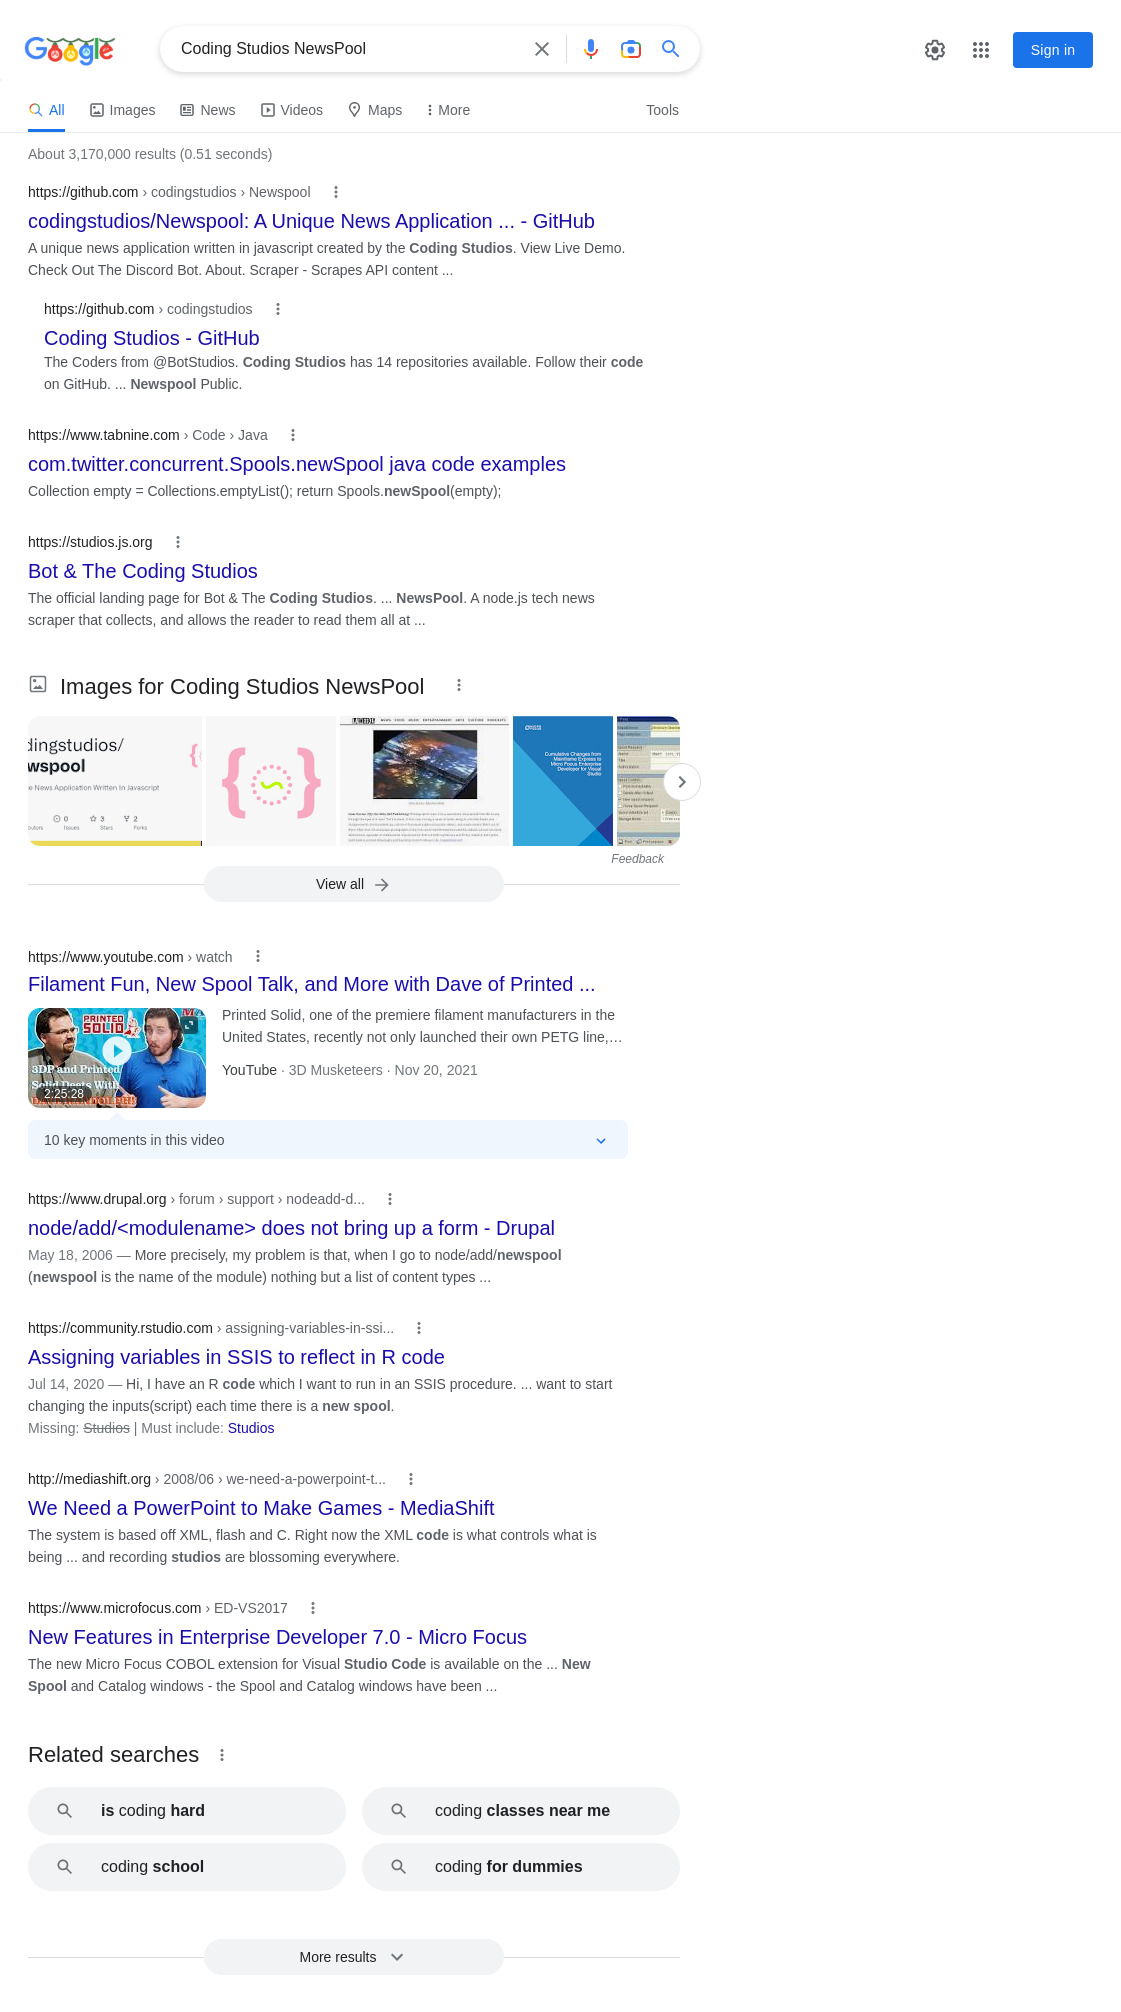 Google
Coding Studios NewsPool
Sign in
All
Images
News
Videos
Maps
More
Tools
About 3,170,000 results (0.51 seconds)
https://github.com › codingstudios › Newspool
codingstudios/Newspool: A Unique News Application ... - GitHub
A unique news application written in javascript created by the Coding Studios. View Live Demo.
Check Out The Discord Bot. About. Scraper - Scrapes API content ...
https://github.com › codingstudios
Coding Studios - GitHub
The Coders from @BotStudios. Coding Studios has 14 repositories available. Follow their code
on GitHub. ... Newspool Public.
https://www.tabnine.com › Code › Java
com.twitter.concurrent.Spools.newSpool java code examples
Collection empty = Collections.emptyList(); return Spools.newSpool(empty);
https://studios.js.org
Bot & The Coding Studios
The official landing page for Bot & The Coding Studios. ... NewsPool. A node.js tech news
scraper that collects, and allows the reader to read them all at ...
Images for Coding Studios NewsPool
dingstudios/
wspool
e News Application Written In Javascript
0
3
2
Issues
Stars
Forks
WEEKLY
Cumulative Changes from
Mainframe Express to
Micro Focus Enterprise
Developer for Visual
Studio
Feedback
View all
https://www.youtube.com › watch
Filament Fun, New Spool Talk, and More with Dave of Printed ...
PRINTED
SOLID
3DP and Printed
Solid Deets With
2:25:28
Printed Solid, one of the premiere filament manufacturers in the
United States, recently not only launched their own PETG line,…
YouTube · 3D Musketeers · Nov 20, 2021
10 key moments in this video
https://www.drupal.org › forum › support › nodeadd-d...
node/add/<modulename> does not bring up a form - Drupal
May 18, 2006 — More precisely, my problem is that, when I go to node/add/newspool
(newspool is the name of the module) nothing but a list of content types ...
https://community.rstudio.com › assigning-variables-in-ssi...
Assigning variables in SSIS to reflect in R code
Jul 14, 2020 — Hi, I have an R code which I want to run in an SSIS procedure. ... want to start
changing the inputs(script) each time there is a new spool.
Missing: Studios | Must include: Studios
http://mediashift.org › 2008/06 › we-need-a-powerpoint-t...
We Need a PowerPoint to Make Games - MediaShift
The system is based off XML, flash and C. Right now the XML code is what controls what is
being ... and recording studios are blossoming everywhere.
https://www.microfocus.com › ED-VS2017
New Features in Enterprise Developer 7.0 - Micro Focus
The new Micro Focus COBOL extension for Visual Studio Code is available on the ... New
Spool and Catalog windows - the Spool and Catalog windows have been ...
Related searches
is coding hard
coding classes near me
coding school
coding for dummies
More results